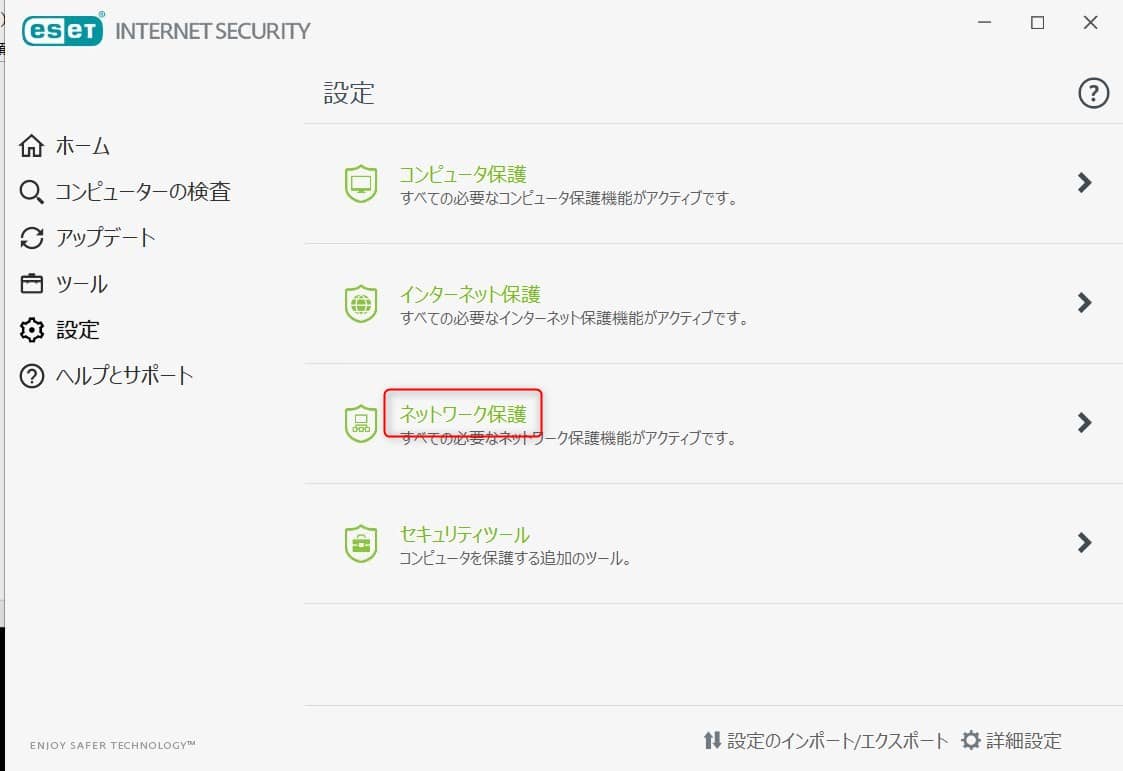 eset® INTERNET SECURITY
設定
ホーム
コンピューターの検査
アップデート
ツール
設定
ヘルプとサポート
コンピュータ保護
すべての必要なコンピュータ保護機能がアクティブです。
インターネット保護
すべての必要なインターネット保護機能がアクティブです。
ネットワーク保護
すべての必要なネットワーク保護機能がアクティブです。
セキュリティツール
コンピュータを保護する追加のツール。
ENJOY SAFER TECHNOLOGY™
設定のインポート/エクスポート 詳細設定